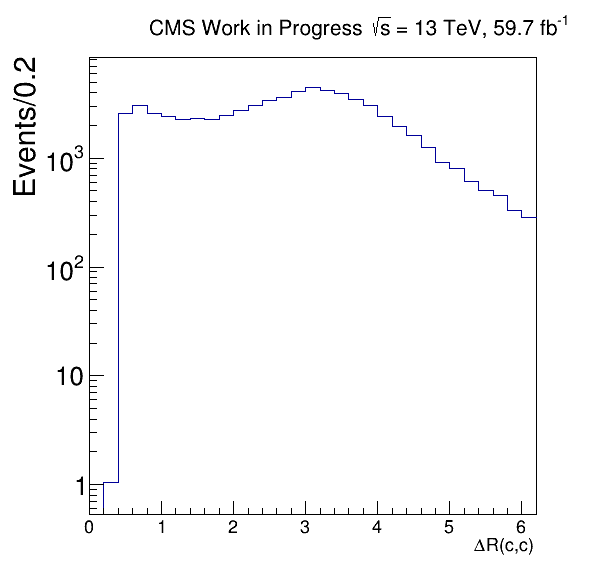 CMS Work in Progress √s = 13 TeV, 59.7 fb⁻¹
Events/0.2
10³
10²
10
1
0 1 2 3 4 5 6
ΔR(c,c)